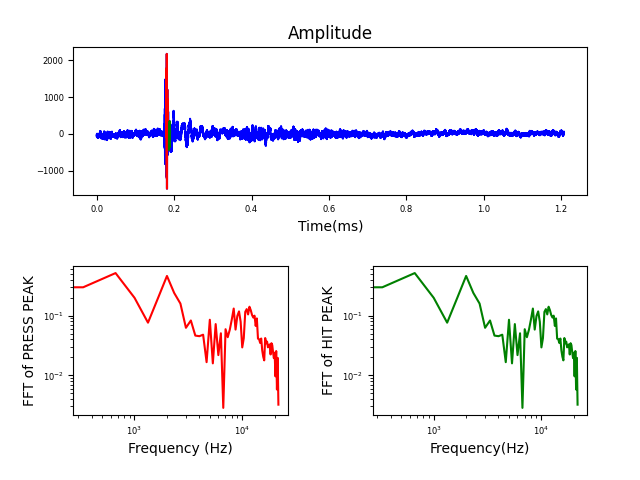 Amplitude
2000
1000
0
−1000
0.0 0.2 0.4 0.6 0.8 1.0 1.2
Time(ms)
FFT of PRESS PEAK
10⁻¹
10⁻²
10³ 10⁴
Frequency (Hz)
FFT of HIT PEAK
10⁻¹
10⁻²
10³ 10⁴
Frequency(Hz)